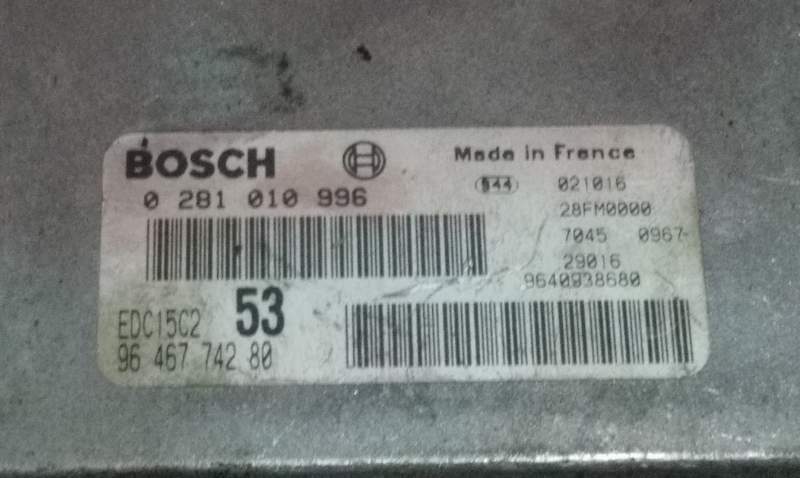 BOSCH
Made in France
0 281 010 996
544
021016
28FM0000
7045 0967
29016
9640938680
EDC15C2
53
96 467 742 80